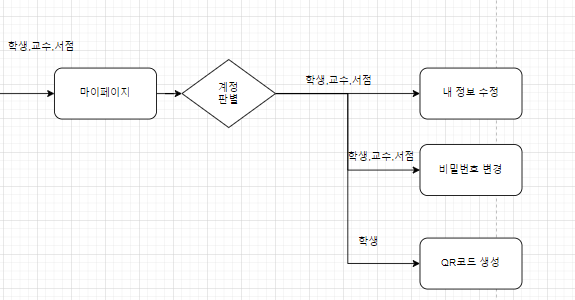 학생,교수,서점
마이페이지
계정
판별
학생,교수,서점
내 정보 수정
학생,교수,서점
비밀번호 변경
학생
QR코드 생성